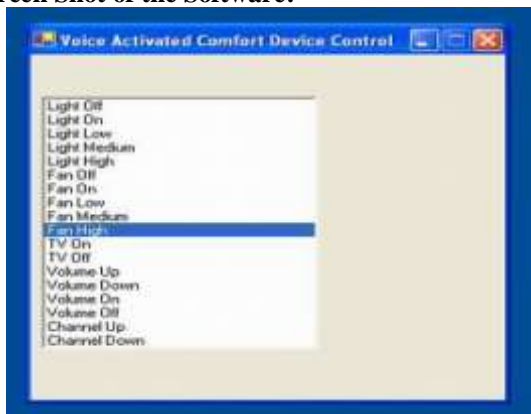 Screen Shot of the Software:
Voice Activated Comfort Device Control
Light Off
Light On
Light Low
Light Medium
Light High
Fan Off
Fan On
Fan Low
Fan Medium
Fan High
TV On
TV Off
Volume Up
Volume Down
Volume On
Volume Off
Channel Up
Channel Down